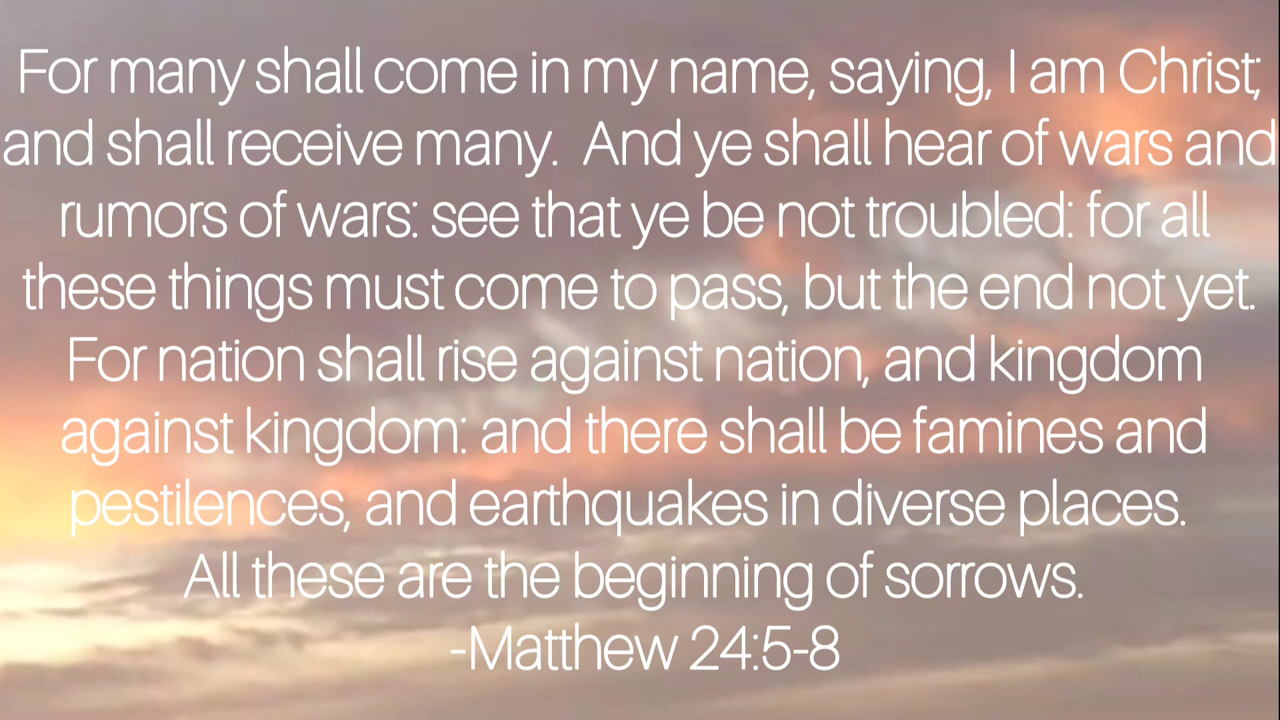 For many shall come in my name, saying, I am Christ;
and shall receive many.  And ye shall hear of wars and
rumors of wars: see that ye be not troubled: for all
these things must come to pass, but the end not yet.
For nation shall rise against nation, and kingdom
against kingdom: and there shall be famines and
pestilences, and earthquakes in diverse places.
All these are the beginning of sorrows.
-Matthew 24:5-8